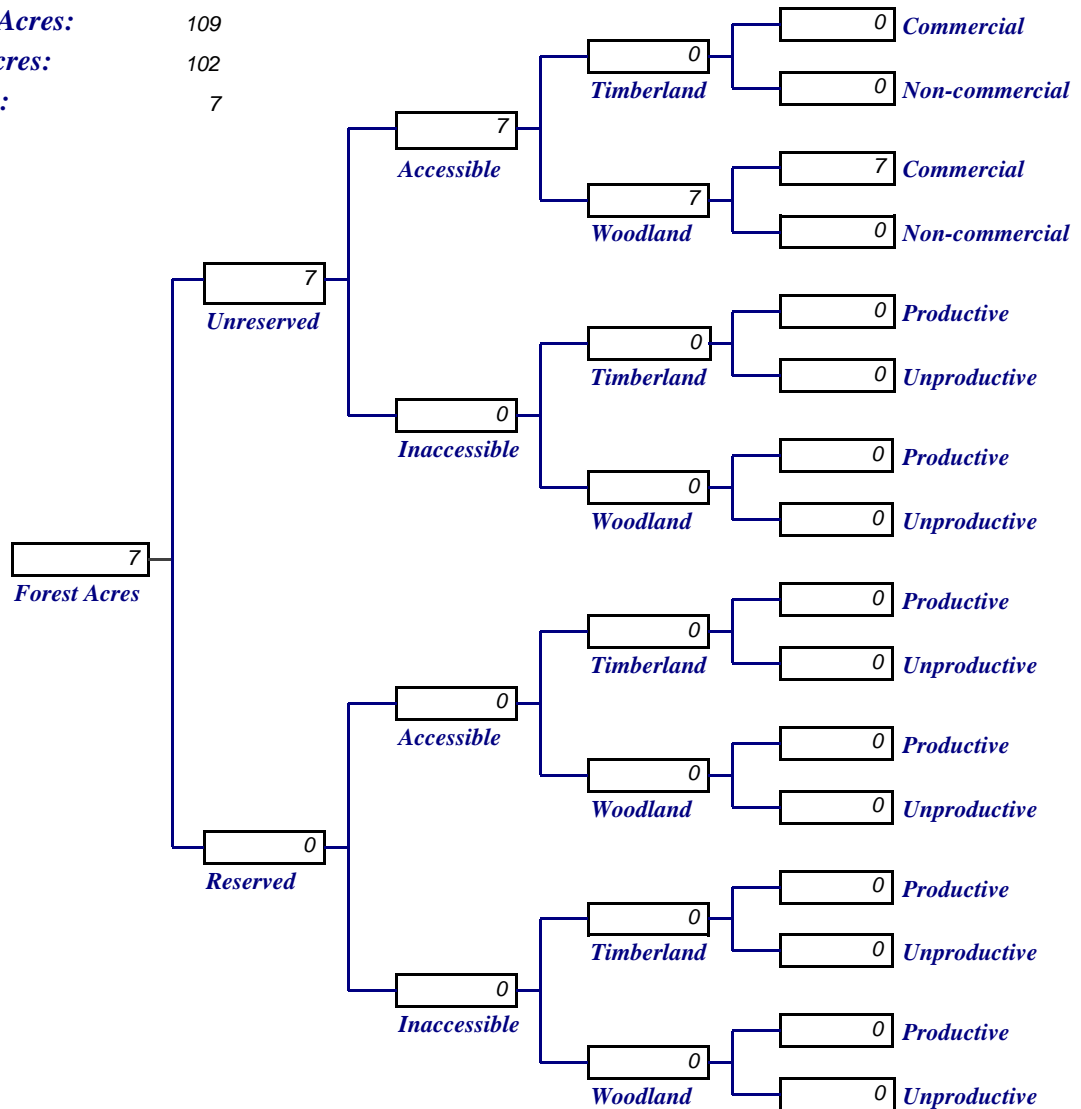 Acres: 109
cres: 102
: 7
0 Commercial
0
Timberland
0 Non-commercial
7
Accessible
7 Commercial
7
Woodland
0 Non-commercial
7
Unreserved
0 Productive
0
Timberland
0 Unproductive
0
Inaccessible
0 Productive
0
Woodland
0 Unproductive
7
Forest Acres
0 Productive
0
Timberland
0 Unproductive
0
Accessible
0 Productive
0
Woodland
0 Unproductive
0
Reserved
0 Productive
0
Timberland
0 Unproductive
0
Inaccessible
0 Productive
0
Woodland
0 Unproductive